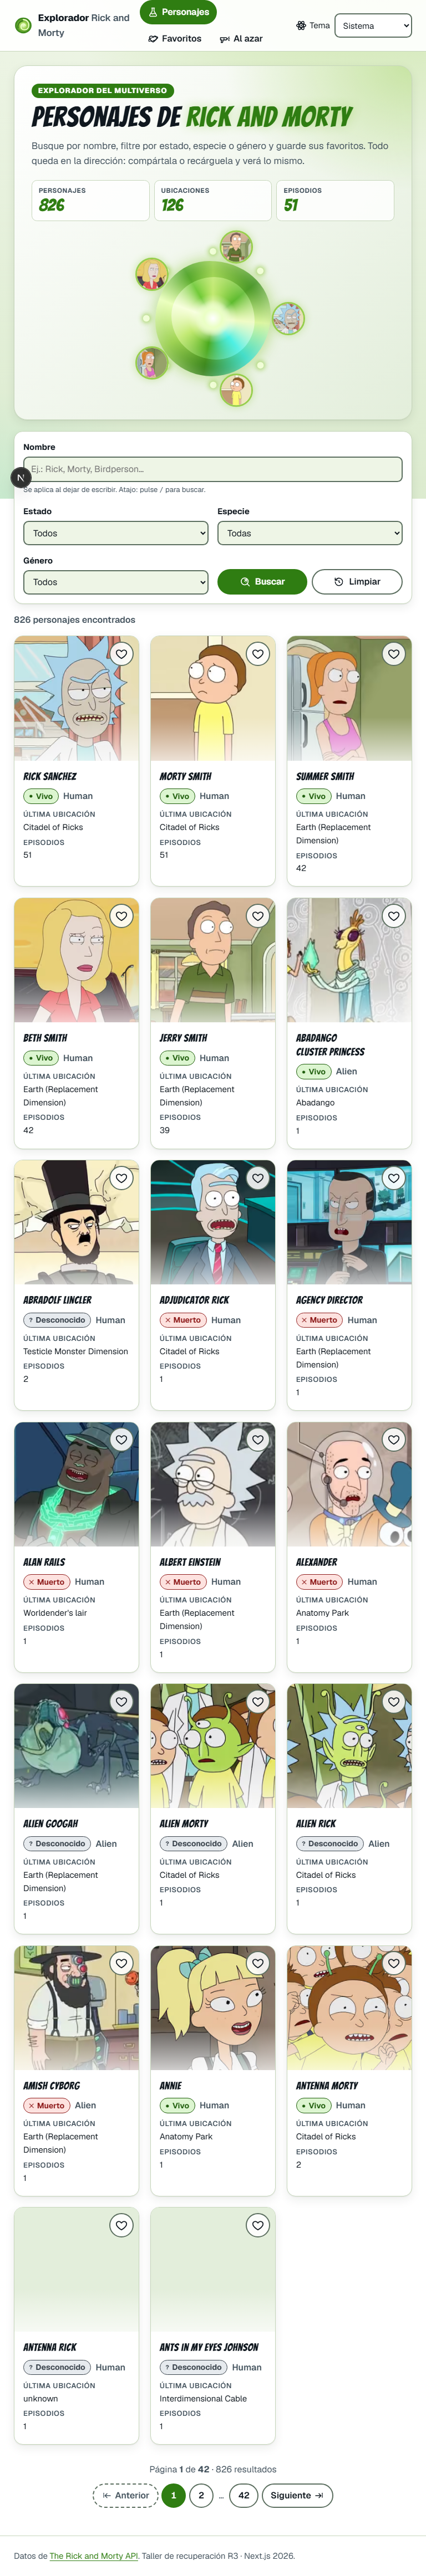 Explorador Rick and Morty
Personajes
Favoritos
Al azar
Tema
Sistema
EXPLORADOR DEL MULTIVERSO
PERSONAJES DE RICK AND MORTY
Busque por nombre, filtre por estado, especie o género y guarde sus favoritos. Todo
queda en la dirección: compártala o recárguela y verá lo mismo.
PERSONAJES
826
UBICACIONES
126
EPISODIOS
51
Nombre
Ej.: Rick, Morty, Birdperson...
N
Se aplica al dejar de escribir. Atajo: pulse / para buscar.
Estado
Todos
Especie
Todas
Género
Todos
Buscar
Limpiar
826 personajes encontrados
RICK SANCHEZ
Vivo Human
ÚLTIMA UBICACIÓN
Citadel of Ricks
EPISODIOS
51
MORTY SMITH
Vivo Human
ÚLTIMA UBICACIÓN
Citadel of Ricks
EPISODIOS
51
SUMMER SMITH
Vivo Human
ÚLTIMA UBICACIÓN
Earth (Replacement
Dimension)
EPISODIOS
42
BETH SMITH
Vivo Human
ÚLTIMA UBICACIÓN
Earth (Replacement
Dimension)
EPISODIOS
42
JERRY SMITH
Vivo Human
ÚLTIMA UBICACIÓN
Earth (Replacement
Dimension)
EPISODIOS
39
ABADANGO
CLUSTER PRINCESS
Vivo Alien
ÚLTIMA UBICACIÓN
Abadango
EPISODIOS
1
ABRADOLF LINCLER
? Desconocido Human
ÚLTIMA UBICACIÓN
Testicle Monster Dimension
EPISODIOS
2
ADJUDICATOR RICK
× Muerto Human
ÚLTIMA UBICACIÓN
Citadel of Ricks
EPISODIOS
1
AGENCY DIRECTOR
× Muerto Human
ÚLTIMA UBICACIÓN
Earth (Replacement
Dimension)
EPISODIOS
1
ALAN RAILS
× Muerto Human
ÚLTIMA UBICACIÓN
Worldender's lair
EPISODIOS
1
ALBERT EINSTEIN
× Muerto Human
ÚLTIMA UBICACIÓN
Earth (Replacement
Dimension)
EPISODIOS
1
ALEXANDER
× Muerto Human
ÚLTIMA UBICACIÓN
Anatomy Park
EPISODIOS
1
ALIEN GOOGAH
? Desconocido Alien
ÚLTIMA UBICACIÓN
Earth (Replacement
Dimension)
EPISODIOS
1
ALIEN MORTY
? Desconocido Alien
ÚLTIMA UBICACIÓN
Citadel of Ricks
EPISODIOS
1
ALIEN RICK
? Desconocido Alien
ÚLTIMA UBICACIÓN
Citadel of Ricks
EPISODIOS
1
AMISH CYBORG
× Muerto Alien
ÚLTIMA UBICACIÓN
Earth (Replacement
Dimension)
EPISODIOS
1
ANNIE
Vivo Human
ÚLTIMA UBICACIÓN
Anatomy Park
EPISODIOS
1
ANTENNA MORTY
Vivo Human
ÚLTIMA UBICACIÓN
Citadel of Ricks
EPISODIOS
2
ANTENNA RICK
? Desconocido Human
ÚLTIMA UBICACIÓN
unknown
EPISODIOS
1
ANTS IN MY EYES JOHNSON
? Desconocido Human
ÚLTIMA UBICACIÓN
Interdimensional Cable
EPISODIOS
1
Página 1 de 42 · 826 resultados
Anterior 1 2 … 42 Siguiente
Datos de The Rick and Morty API. Taller de recuperación R3 · Next.js 2026.